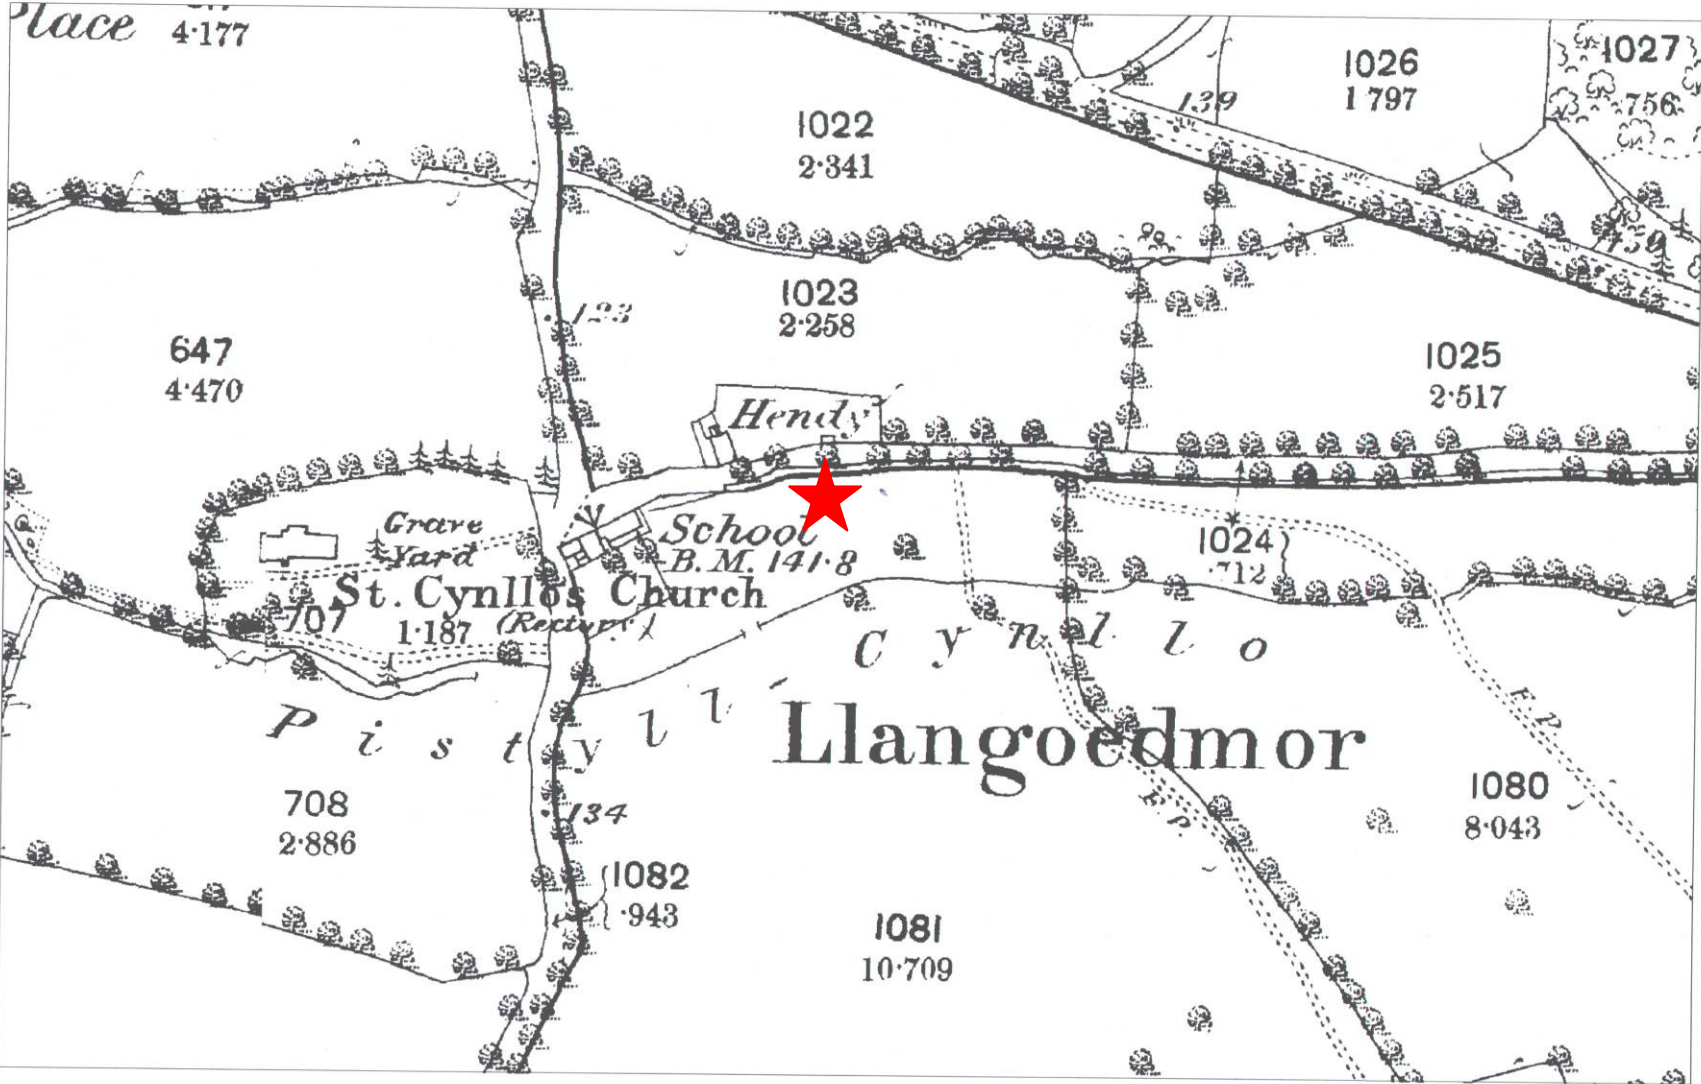 Place
4·177
1022
2·341
139
1026
1·797
1027
·756
123
1023
2·258
1025
2·517
647
4·470
Hendy
Grave
Yard
School
B.M. 141·8
1024
·712
St. Cynllo's Church
(Rectory)
707
1·187
Pistyll Cynllo
Llangoedmor
F.P.
F.P.
708
2·886
134
1082
·943
1080
8·043
1081
10·709